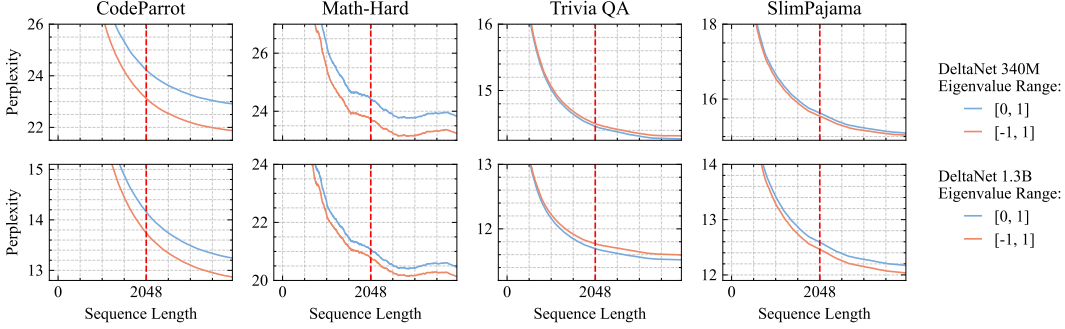 CodeParrot
Math-Hard
Trivia QA
SlimPajama
Perplexity
26
24
22
26
24
16
15
18
16
DeltaNet 340M
Eigenvalue Range:
[0, 1]
[-1, 1]
Perplexity
15
14
13
24
22
20
13
12
14
13
12
DeltaNet 1.3B
Eigenvalue Range:
[0, 1]
[-1, 1]
0 2048
0 2048
0 2048
0 2048
Sequence Length
Sequence Length
Sequence Length
Sequence Length